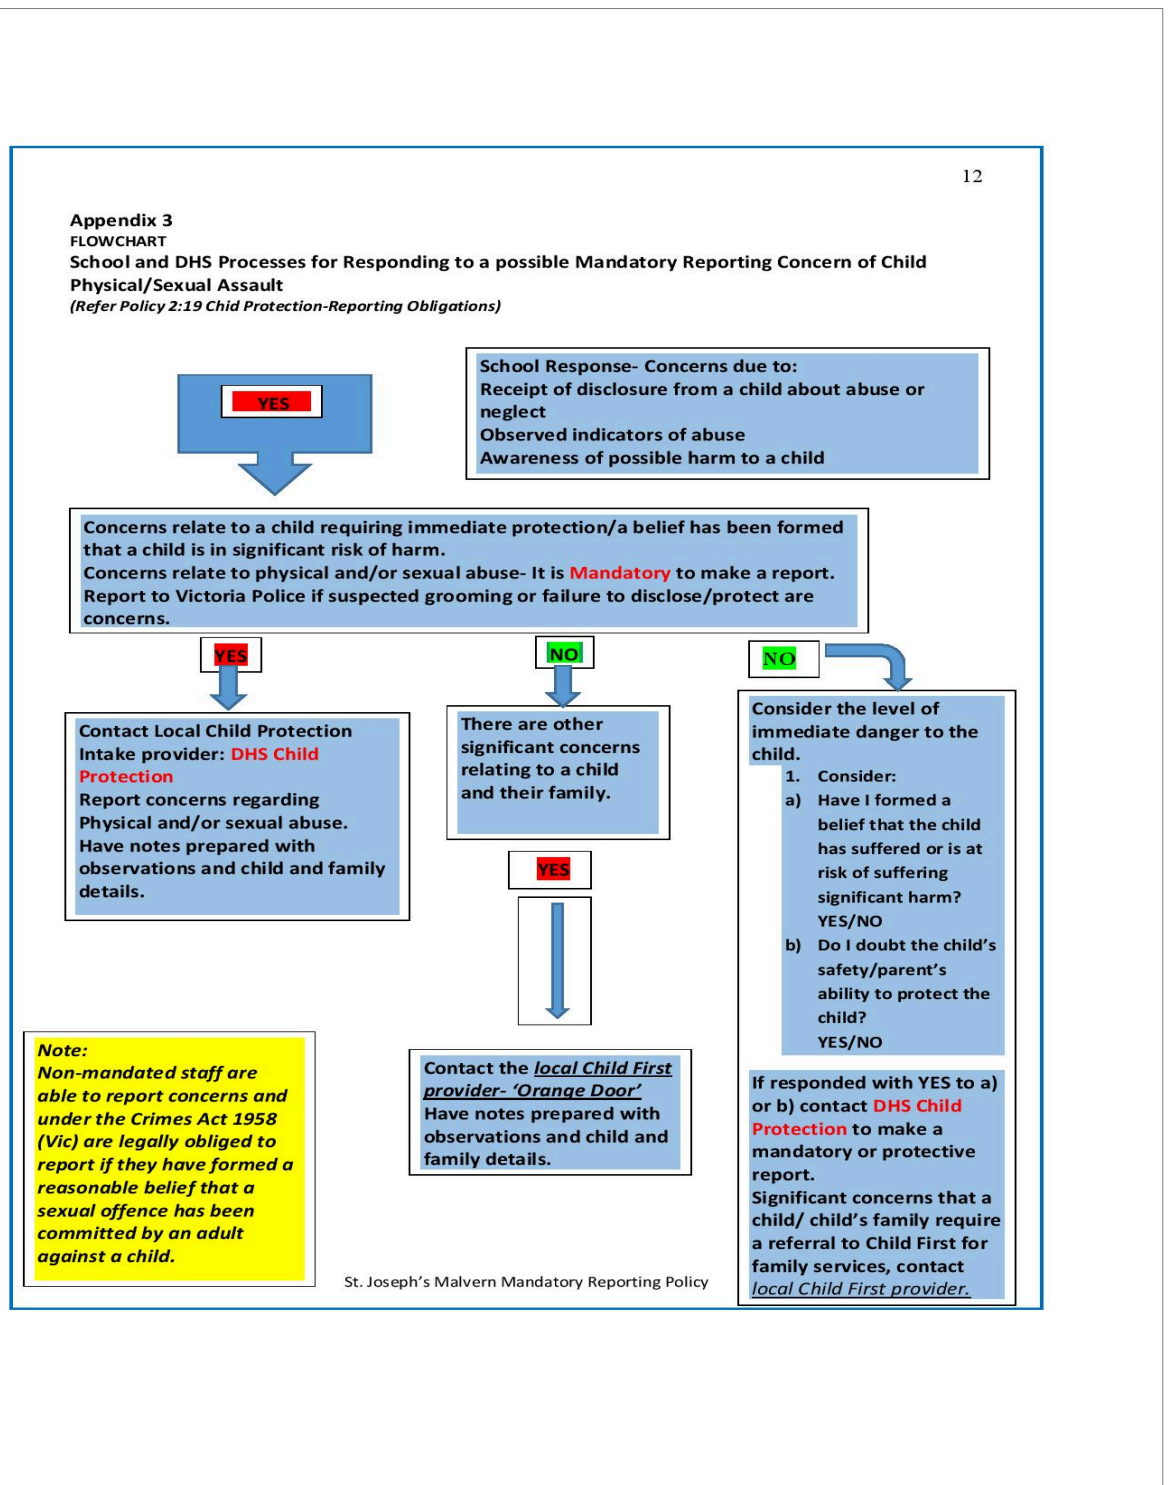 12
Appendix 3
FLOWCHART
School and DHS Processes for Responding to a possible Mandatory Reporting Concern of Child
Physical/Sexual Assault
(Refer Policy 2:19 Chid Protection-Reporting Obligations)
School Response- Concerns due to:
Receipt of disclosure from a child about abuse or
neglect
Observed indicators of abuse
Awareness of possible harm to a child
YES
Concerns relate to a child requiring immediate protection/a belief has been formed
that a child is in significant risk of harm.
Concerns relate to physical and/or sexual abuse- It is Mandatory to make a report.
Report to Victoria Police if suspected grooming or failure to disclose/protect are
concerns.
YES
NO
NO
Contact Local Child Protection
Intake provider: DHS Child
Protection
Report concerns regarding
Physical and/or sexual abuse.
Have notes prepared with
observations and child and family
details.
There are other
significant concerns
relating to a child
and their family.
YES
Contact the local Child First
provider- ‘Orange Door’
Have notes prepared with
observations and child and
family details.
Consider the level of
immediate danger to the
child.
1. Consider:
a) Have I formed a
belief that the child
has suffered or is at
risk of suffering
significant harm?
YES/NO
b) Do I doubt the child’s
safety/parent’s
ability to protect the
child?
YES/NO
If responded with YES to a)
or b) contact DHS Child
Protection to make a
mandatory or protective
report.
Significant concerns that a
child/ child’s family require
a referral to Child First for
family services, contact
local Child First provider.
Note:
Non-mandated staff are
able to report concerns and
under the Crimes Act 1958
(Vic) are legally obliged to
report if they have formed a
reasonable belief that a
sexual offence has been
committed by an adult
against a child.
St. Joseph’s Malvern Mandatory Reporting Policy